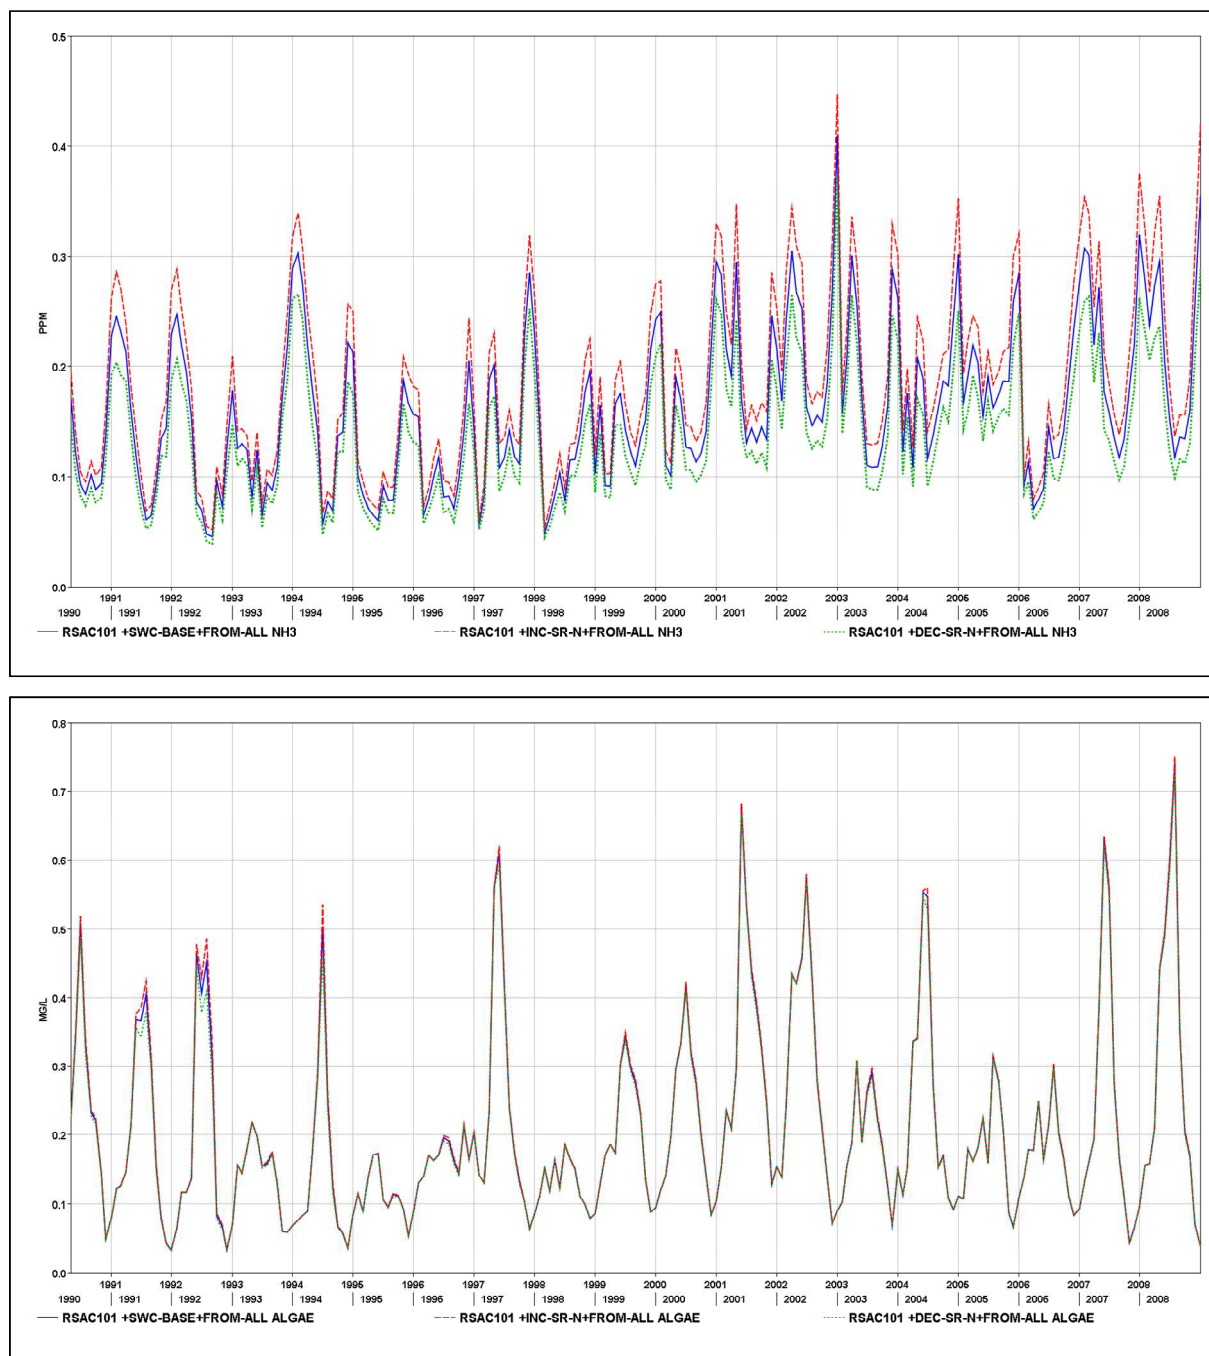 0.5
0.4
0.3
PPM
0.2
0.1
0.0
1991 1992 1993 1994 1995 1996 1997 1998 1999 2000 2001 2002 2003 2004 2005 2006 2007 2008
1990 1991 1992 1993 1994 1995 1996 1997 1998 1999 2000 2001 2002 2003 2004 2005 2006 2007 2008
RSAC101 +SWC-BASE+FROM-ALL NH3 RSAC101 +INC-SR-N+FROM-ALL NH3 RSAC101 +DEC-SR-N+FROM-ALL NH3
0.8
0.7
0.6
0.5
0.4
MG/L
0.3
0.2
0.1
0.0
1991 1992 1993 1994 1995 1996 1997 1998 1999 2000 2001 2002 2003 2004 2005 2006 2007 2008
1990 1991 1992 1993 1994 1995 1996 1997 1998 1999 2000 2001 2002 2003 2004 2005 2006 2007 2008
RSAC101 +SWC-BASE+FROM-ALL ALGAE RSAC101 +INC-SR-N+FROM-ALL ALGAE RSAC101 +DEC-SR-N+FROM-ALL ALGAE